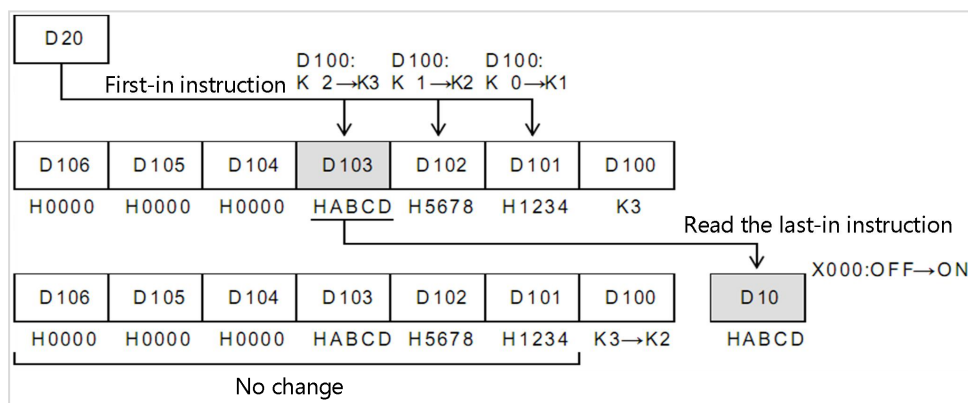 D20
D100: D100: D100:
First-in instruction K 2→K3 K 1→K2 K 0→K1
D106 D105 D104 D103 D102 D101 D100
H0000 H0000 H0000 HABCD H5678 H1234 K3
Read the last-in instruction
X000:OFF→ON
D106 D105 D104 D103 D102 D101 D100 D10
H0000 H0000 H0000 HABCD H5678 H1234 K3→K2 HABCD
No change